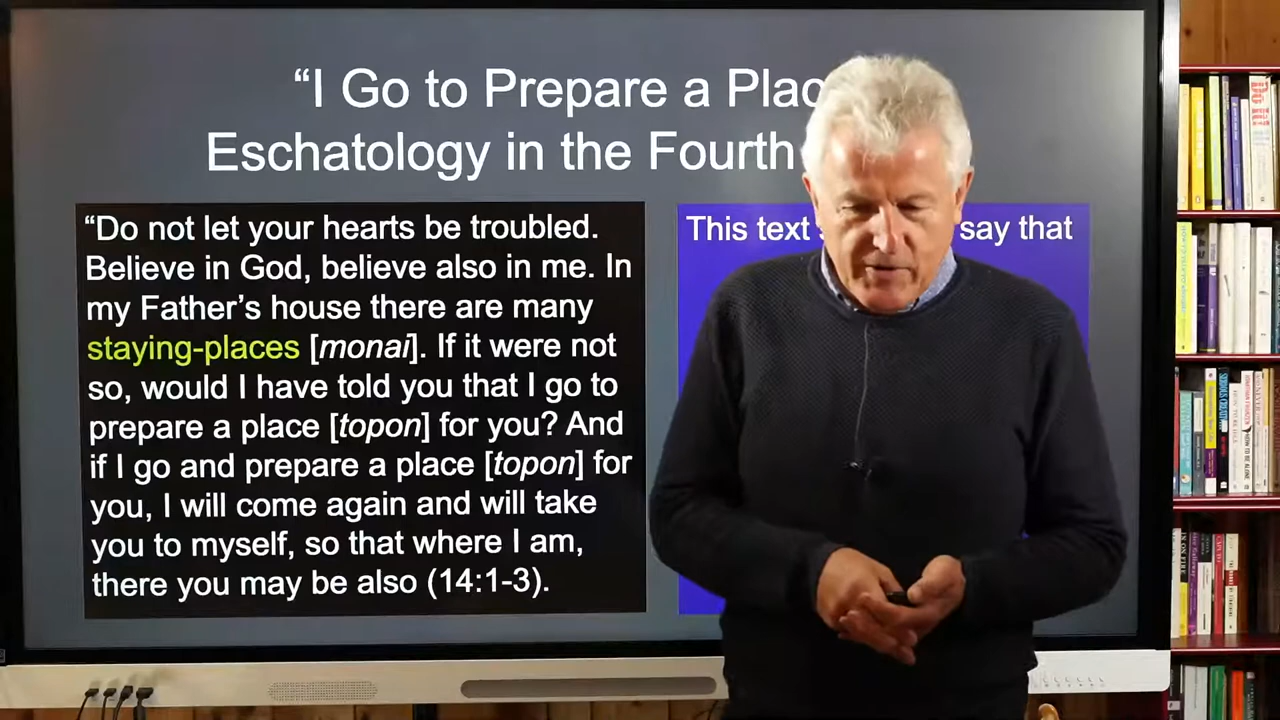 “I Go to Prepare a Plac
Eschatology in the Fourth
“Do not let your hearts be troubled.
Believe in God, believe also in me. In
my Father’s house there are many
staying-places [monai]. If it were not
so, would I have told you that I go to
prepare a place [topon] for you? And
if I go and prepare a place [topon] for
you, I will come again and will take
you to myself, so that where I am,
there you may be also (14:1-3).
This text say that